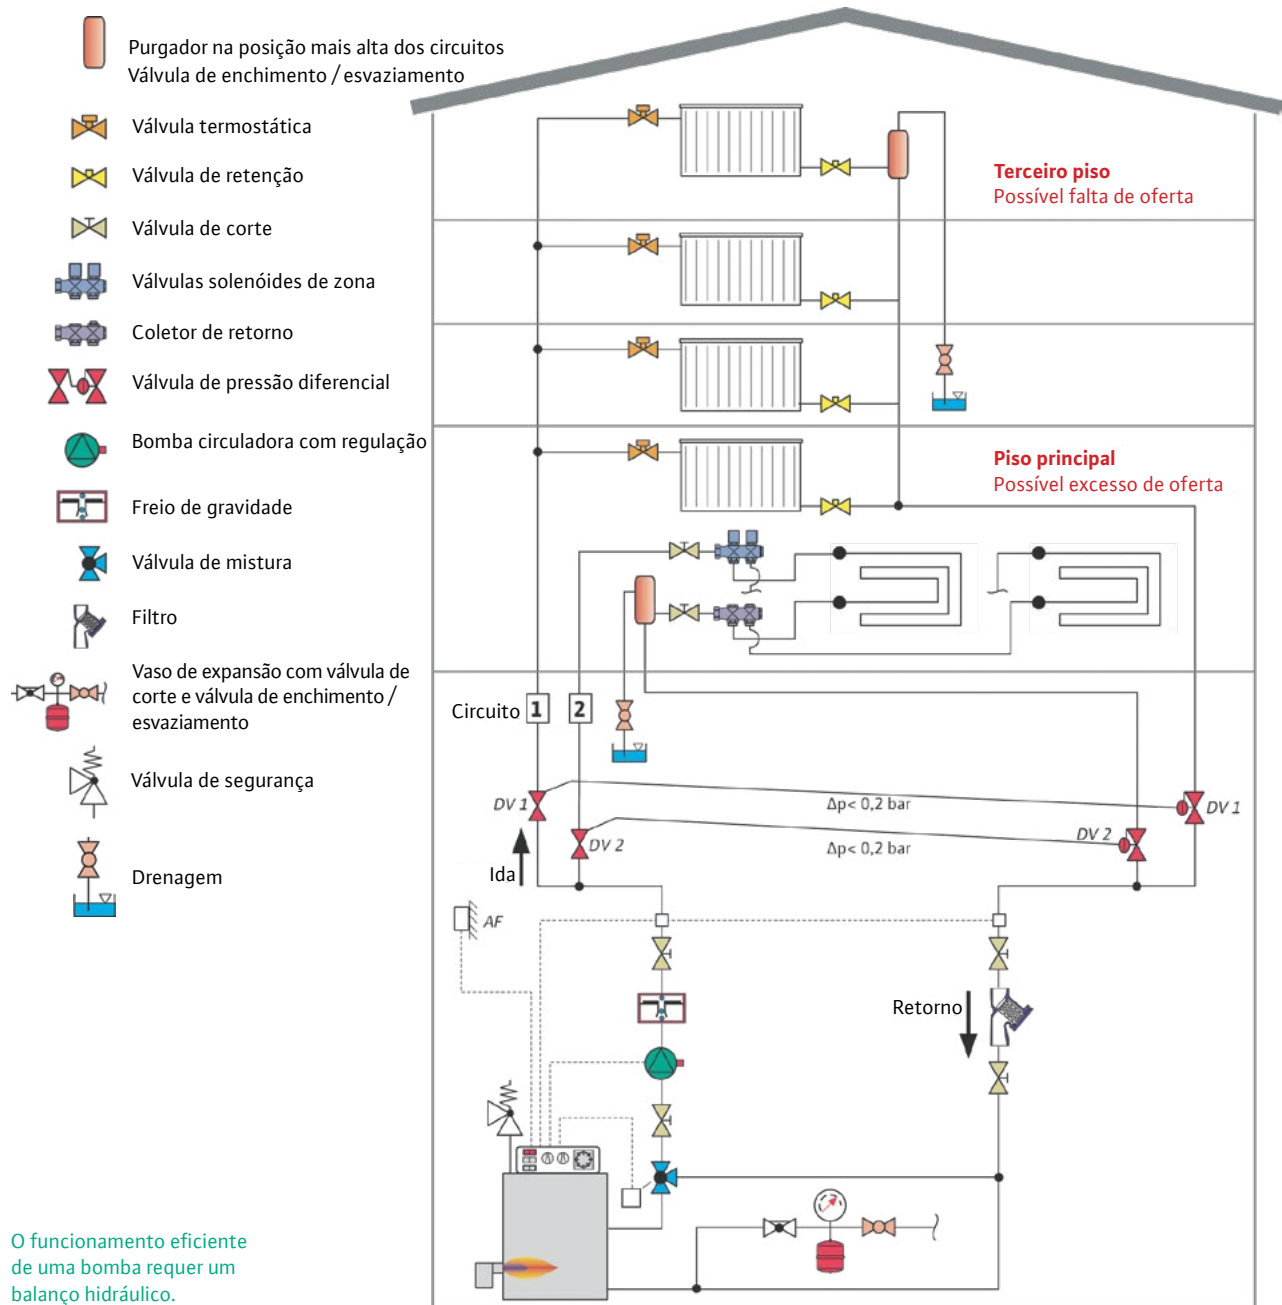 Purgador na posição mais alta dos circuitos
Válvula de enchimento / esvaziamento
Válvula termostática
Válvula de retenção
Válvula de corte
Válvulas solenóides de zona
Coletor de retorno
Válvula de pressão diferencial
Bomba circuladora com regulação
Freio de gravidade
Válvula de mistura
Filtro
Vaso de expansão com válvula de
corte e válvula de enchimento /
esvaziamento
Válvula de segurança
Drenagem
O funcionamento eficiente
de uma bomba requer um
balanço hidráulico.
Terceiro piso
Possível falta de oferta
Piso principal
Possível excesso de oferta
Circuito 1 2
DV 1
Δp< 0,2 bar
DV 1
DV 2
Δp< 0,2 bar
DV 2
Ida
AF
Retorno